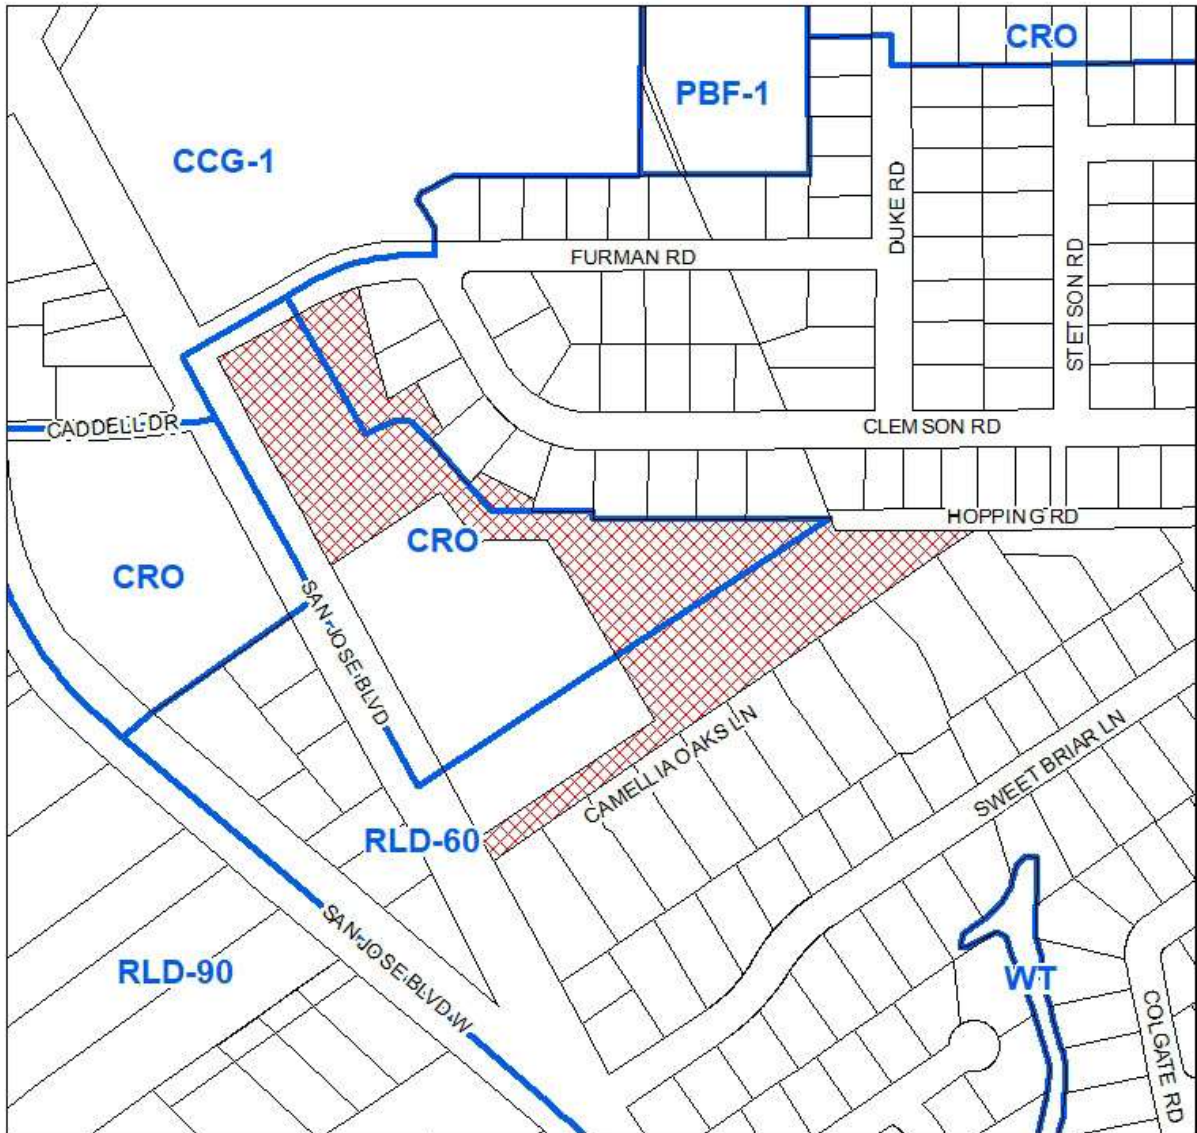 CRO
PBF-1
CCG-1
DUKE RD
FURMAN RD
STETSON RD
CADDELL DR
CLEMSON RD
HOPPING RD
CRO
CRO
SAN JOSE BLVD
CAMELLIA OAKS LN
SWEET BRIAR LN
RLD-60
SAN JOSE BLVD W
RLD-90
WT
COLGATE RD